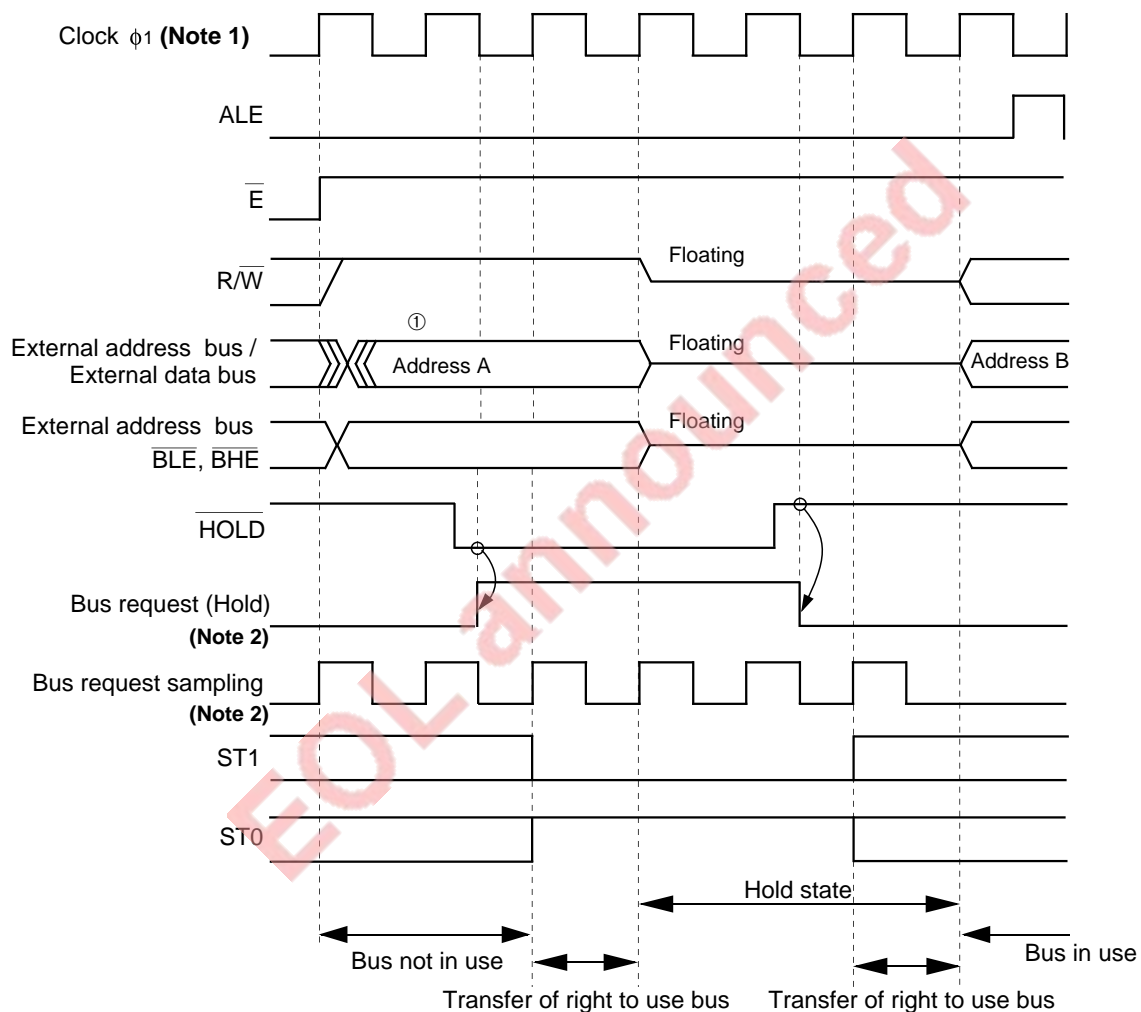 Clock φ1 (Note 1)
ALE
E
R/W
Floating
①
External address bus /
External data bus
Address A
Floating
Address B
External address bus
BLE, BHE
Floating
HOLD
Bus request (Hold)
(Note 2)
Bus request sampling
(Note 2)
ST1
ST0
Hold state
Bus not in use
Bus in use
Transfer of right to use bus
Transfer of right to use bus
EOL announced